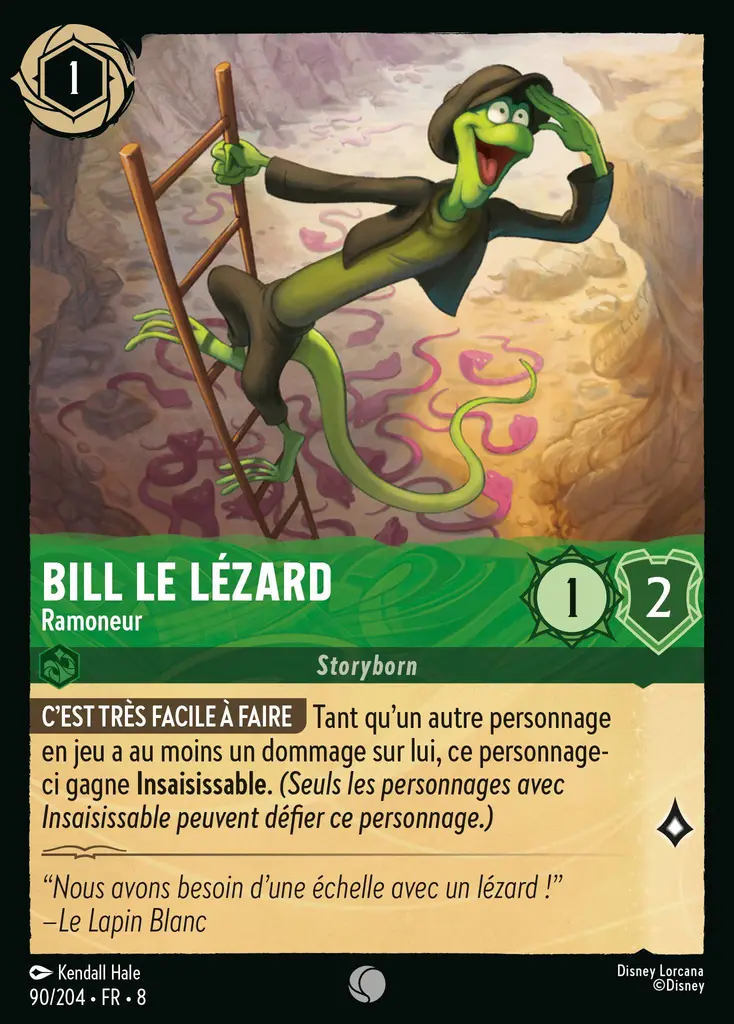 1
BILL LE LÉZARD
Ramoneur
1
2
Storyborn
C'EST TRÈS FACILE À FAIRE Tant qu'un autre personnage
en jeu a au moins un dommage sur lui, ce personnage-
ci gagne Insaisissable. (Seuls les personnages avec
Insaisissable peuvent défier ce personnage.)
“Nous avons besoin d'une échelle avec un lézard !”
–Le Lapin Blanc
Kendall Hale
90/204 • FR • 8
Disney Lorcana
©Disney